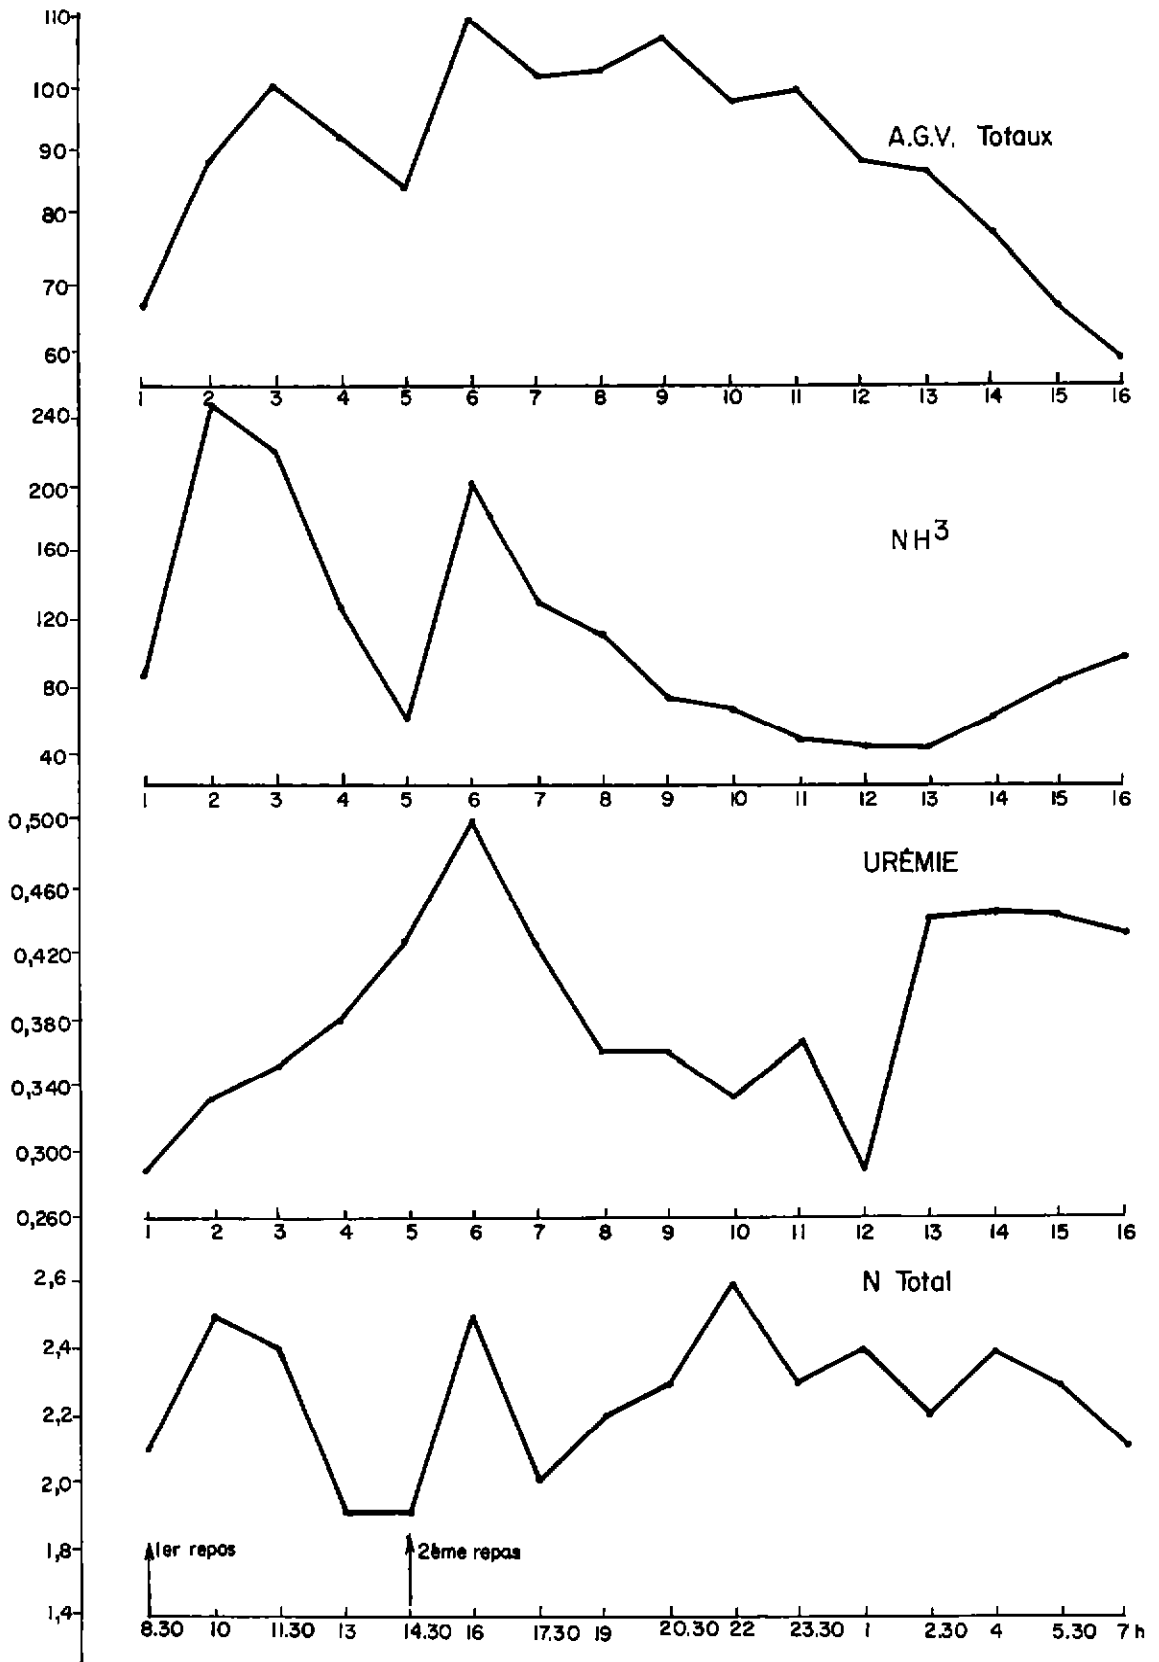 110
100
90
80
70
60
A.G.V. Totaux
1 2 3 4 5 6 7 8 9 10 11 12 13 14 15 16
240
200
160
120
80
40
NH³
1 2 3 4 5 6 7 8 9 10 11 12 13 14 15 16
0,500
0,460
0,420
0,380
0,340
0,300
0,260
URÉMIE
1 2 3 4 5 6 7 8 9 10 11 12 13 14 15 16
2,6
2,4
2,2
2,0
1,8
1,4
N Total
1er repas
2ème repas
8.30 10 11.30 13 14.30 16 17.30 19 20.30 22 23.30 1 2.30 4 5.30 7 h